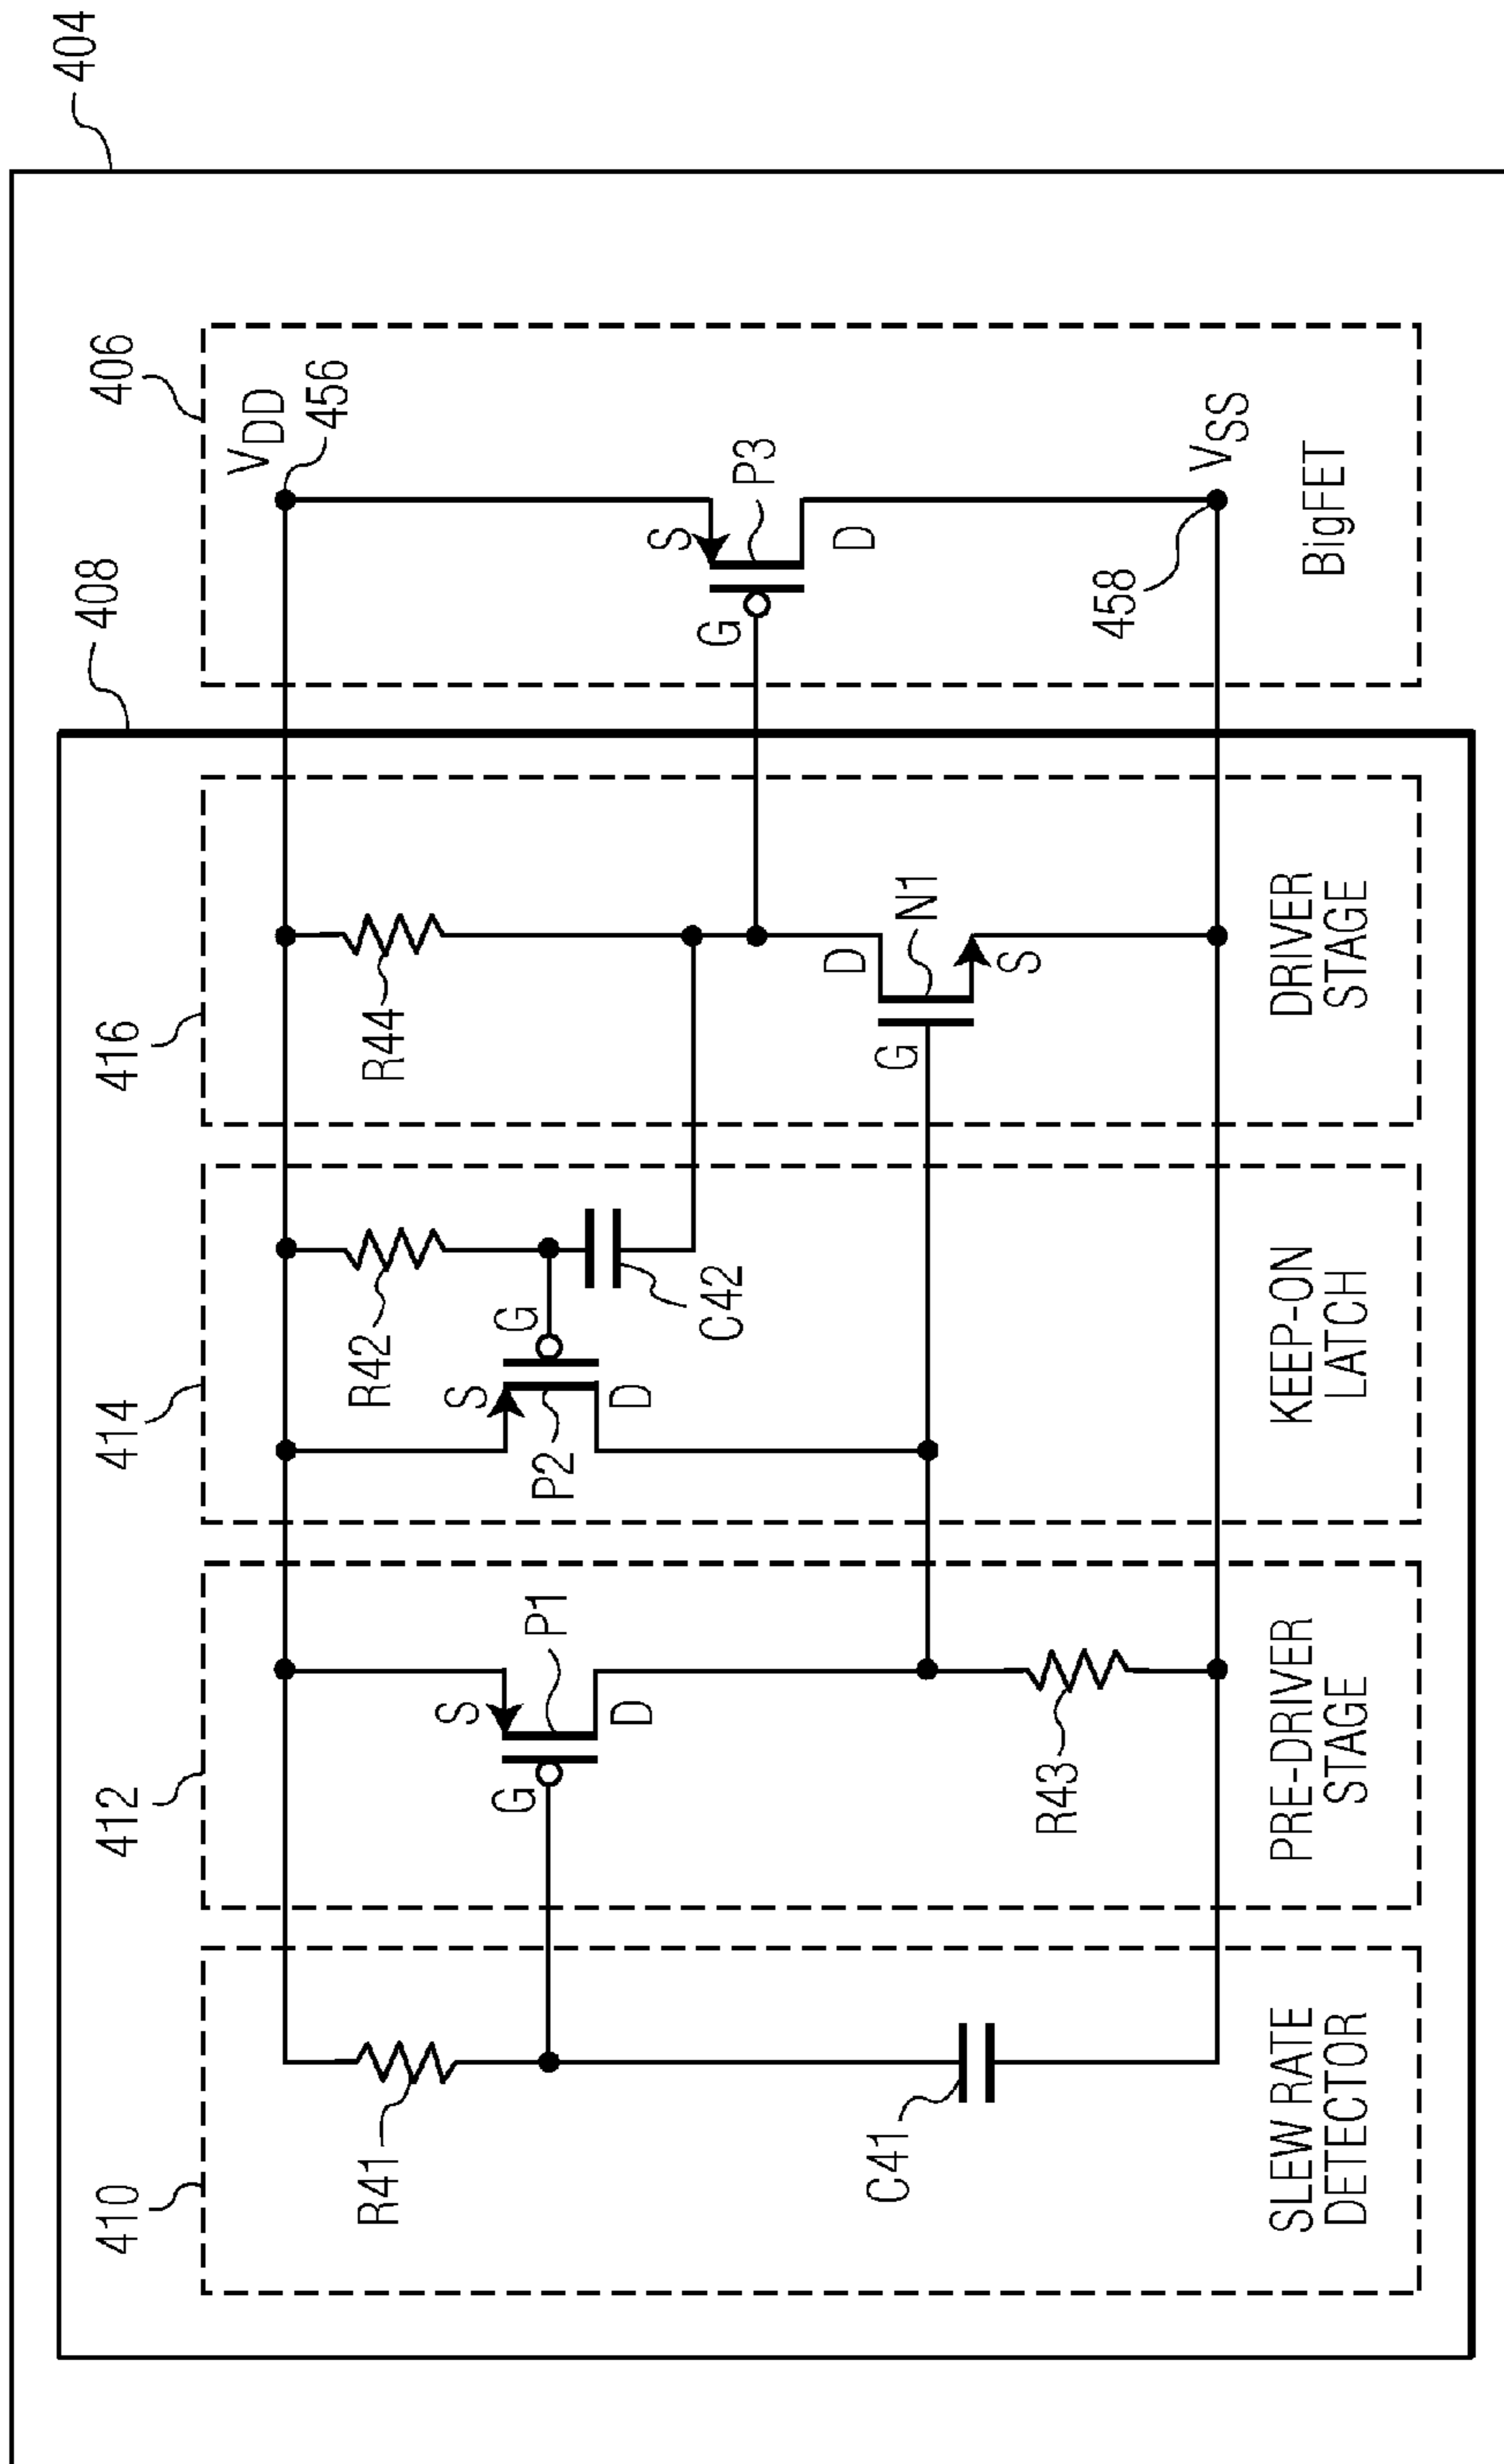 404
408
406
410
412
414
416
VDD
456
R41
S
G
P1
D
R42
S
G
P2
D
C42
R44
S
G
P3
D
C41
R43
D
G
N1
S
458
VSS
SLEW RATE
DETECTOR
PRE-DRIVER
STAGE
KEEP-ON
LATCH
DRIVER
STAGE
BigFET